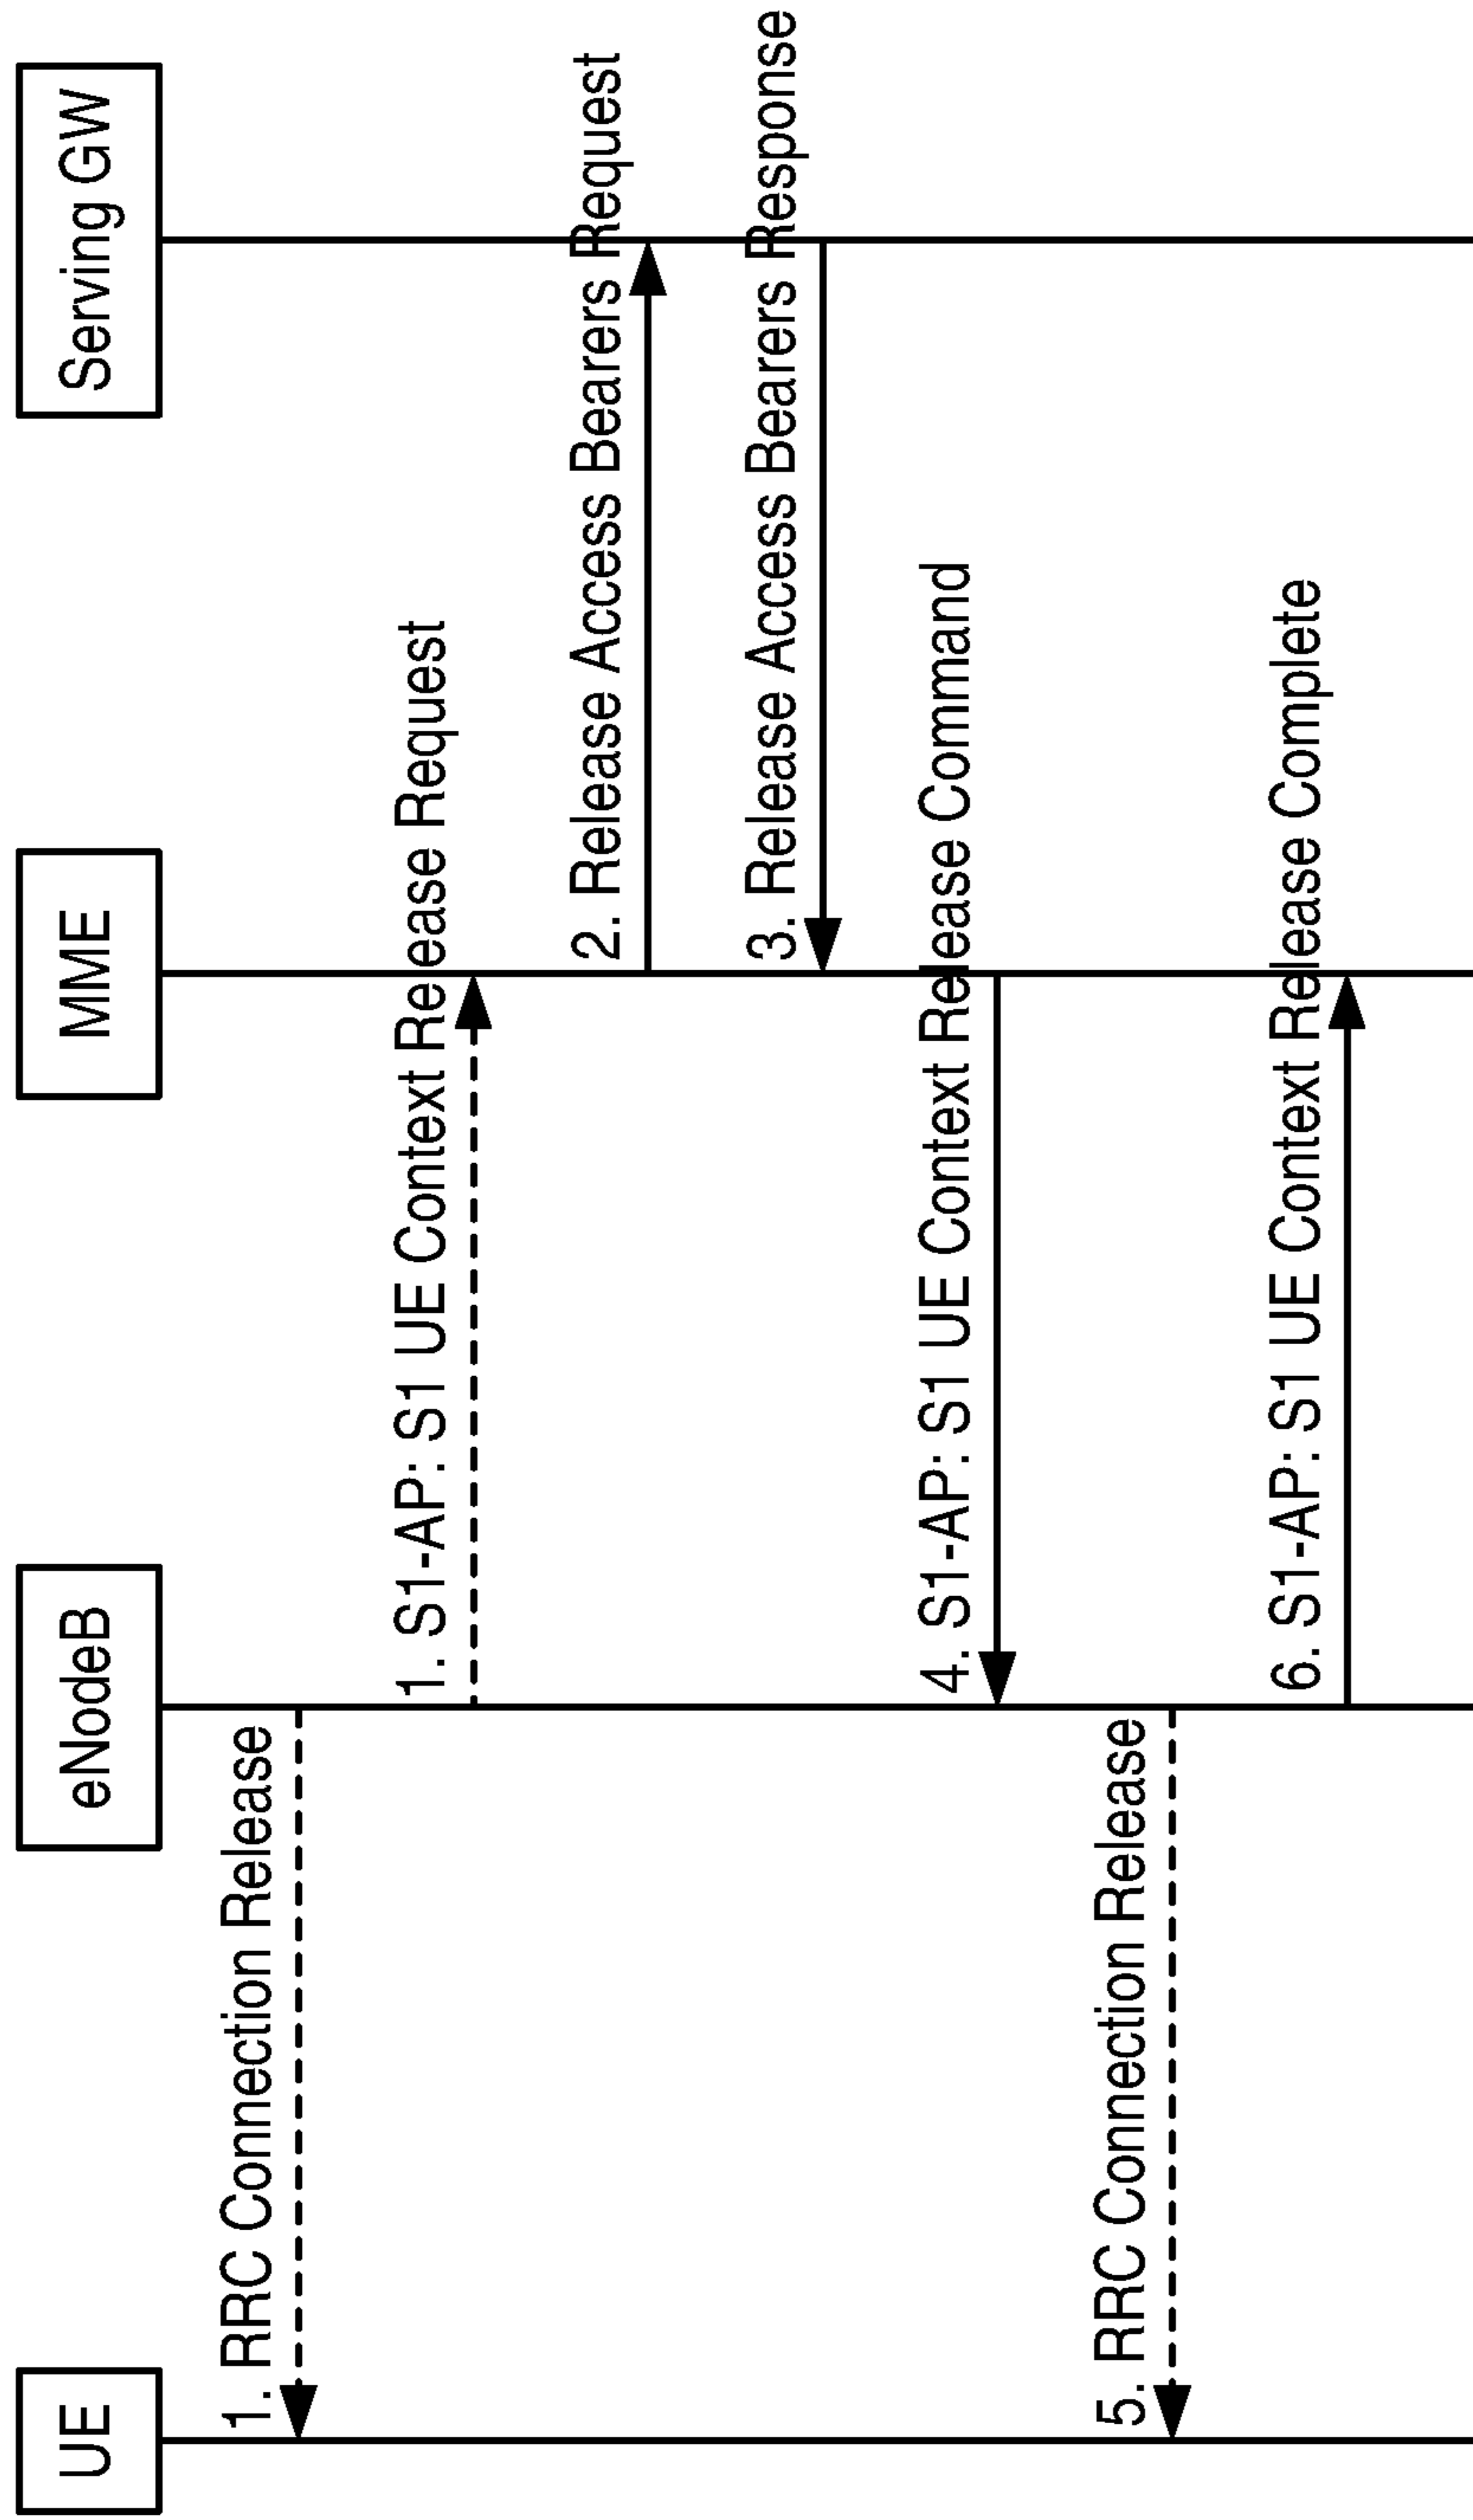 UE
eNodeB
MME
Serving GW
1. RRC Connection Release
1. S1-AP: S1 UE Context Release Request
2. Release Access Bearers Request
3. Release Access Bearers Response
4. S1-AP: S1 UE Context Release Command
5. RRC Connection Release
6. S1-AP: S1 UE Context Release Complete